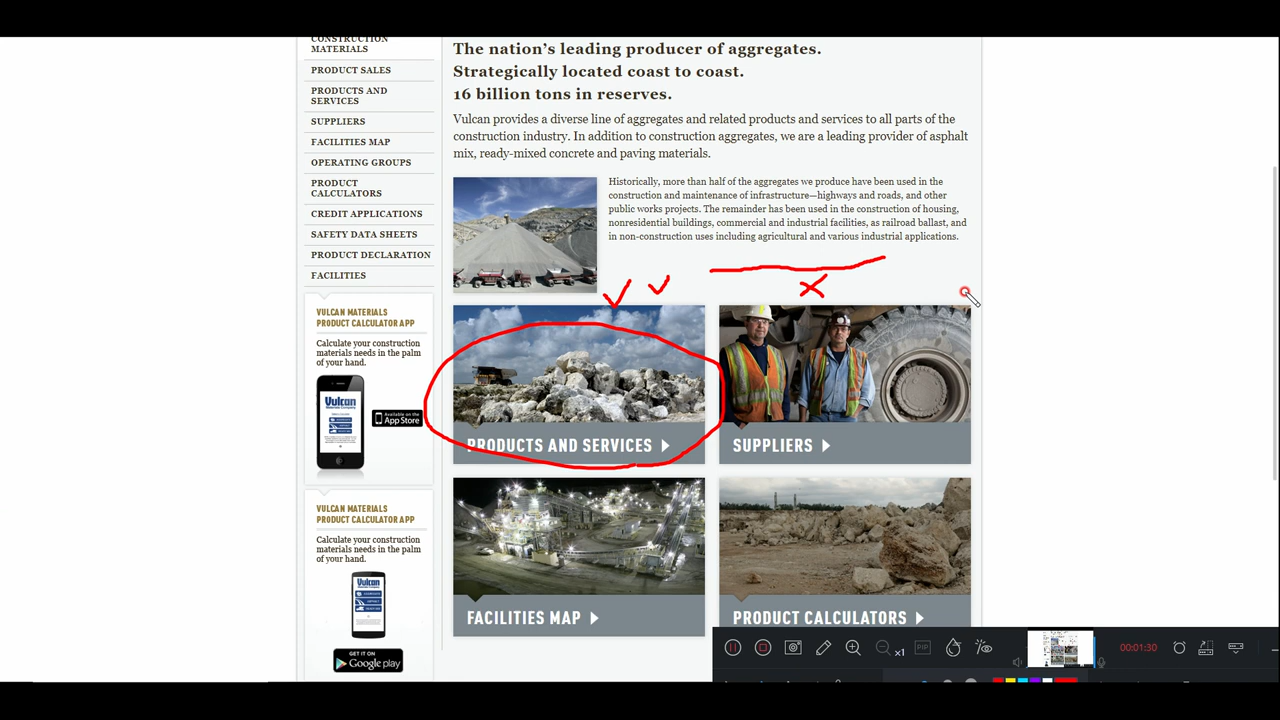 CONSTRUCTION
MATERIALS
PRODUCT SALES
PRODUCTS AND
SERVICES
SUPPLIERS
FACILITIES MAP
OPERATING GROUPS
PRODUCT
CALCULATORS
CREDIT APPLICATIONS
SAFETY DATA SHEETS
PRODUCT DECLARATION
FACILITIES
VULCAN MATERIALS
PRODUCT CALCULATOR APP
Calculate your construction
materials needs in the palm
of your hand.
Vulcan
Available on the
App Store
VULCAN MATERIALS
PRODUCT CALCULATOR APP
Calculate your construction
materials needs in the palm
of your hand.
Vulcan
GET IT ON
Google play
The nation's leading producer of aggregates.
Strategically located coast to coast.
16 billion tons in reserves.
Vulcan provides a diverse line of aggregates and related products and services to all parts of the
construction industry. In addition to construction aggregates, we are a leading provider of asphalt
mix, ready-mixed concrete and paving materials.
Historically, more than half of the aggregates we produce have been used in the
construction and maintenance of infrastructure—highways and roads, and other
public works projects. The remainder has been used in the construction of housing,
nonresidential buildings, commercial and industrial facilities, as railroad ballast, and
in non-construction uses including agricultural and various industrial applications.
PRODUCTS AND SERVICES
SUPPLIERS
FACILITIES MAP
PRODUCT CALCULATORS
x1
PIP
00:01:30